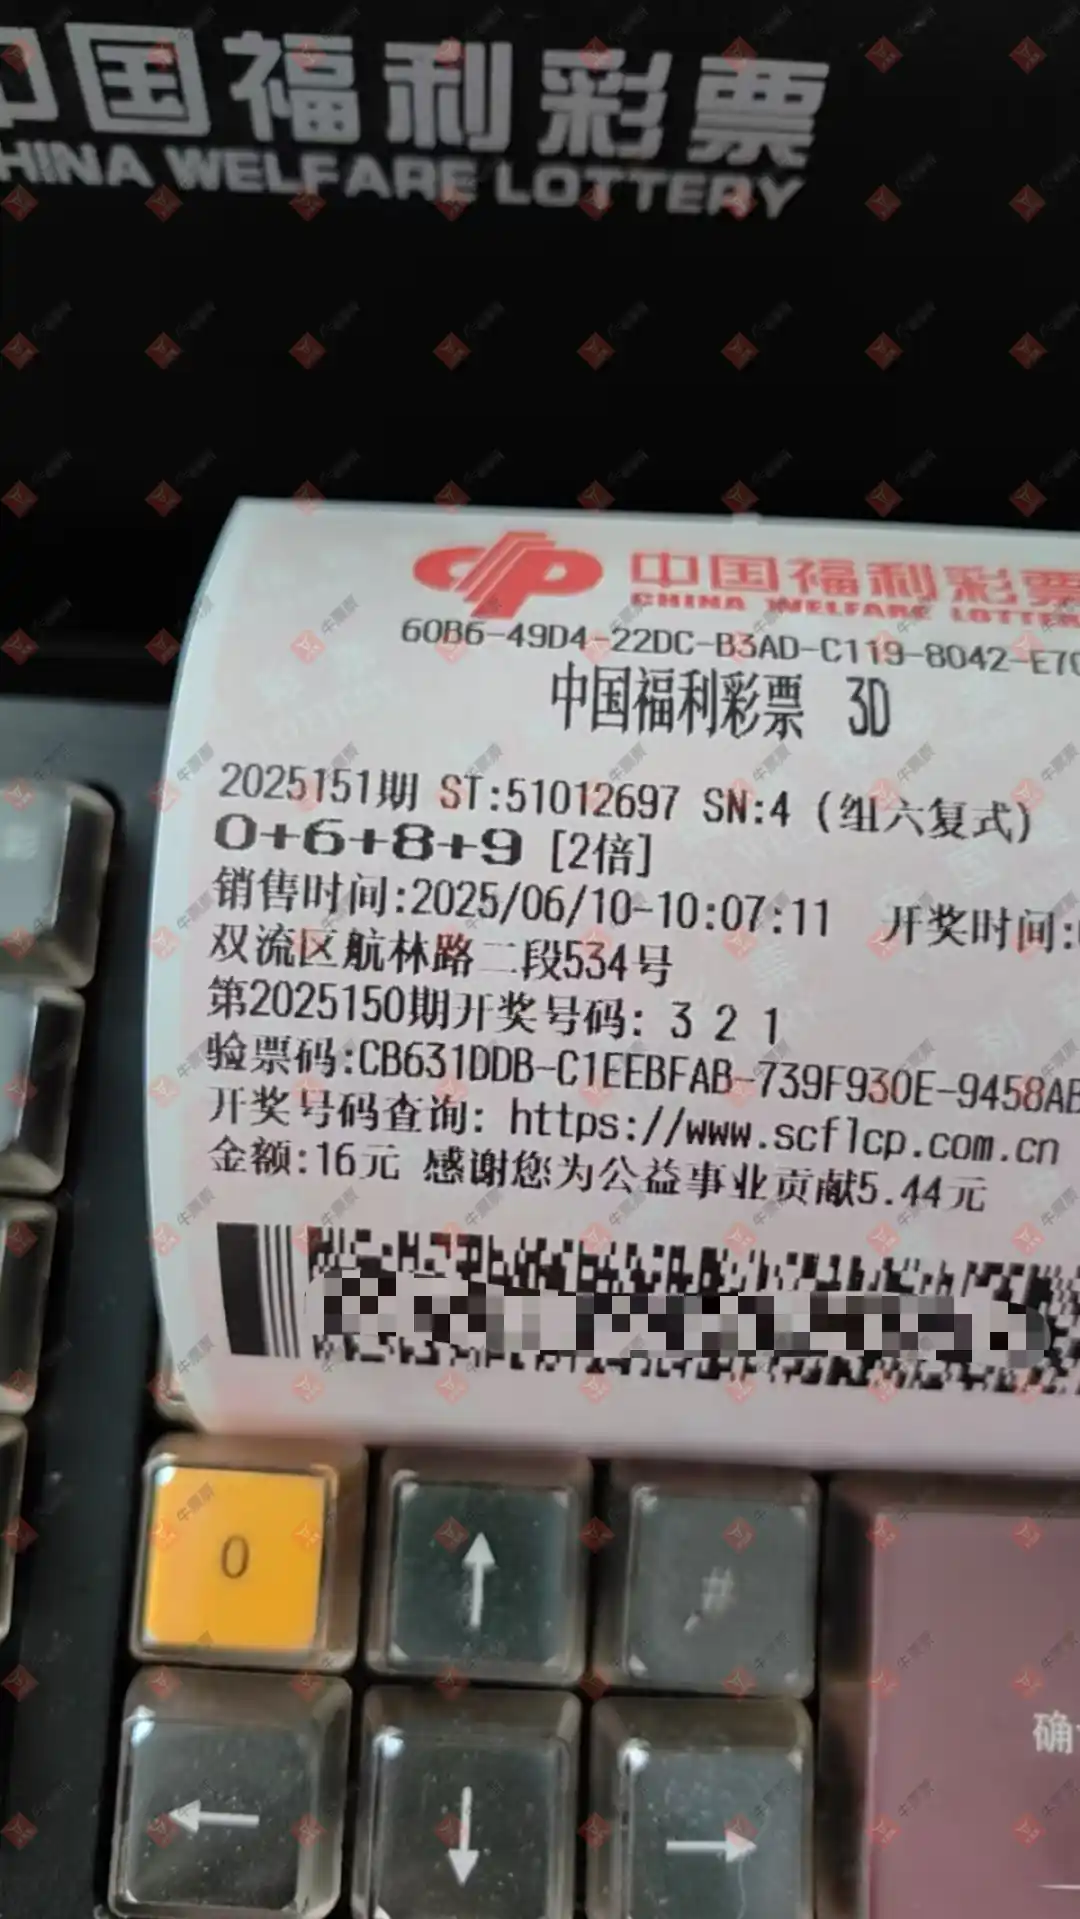 中国福利彩票
HINA WELFARE LOTTERY
中国福利彩票
CHINA WELFARE LOTTER
60B6-49D4-22DC-B3AD-C119-8042-E70
中国福利彩票 3D
2025151期 ST:51012697 SN:4 (组六复式)
0+6+8+9 [2倍]
销售时间:2025/06/10-10:07:11 开奖时间:
双流区航林路二段534号
第2025150期开奖号码: 3 2 1
验票码:CB631DDB-C1EEBFAB-739F930E-9458AB
开奖号码查询: https://www.scflcp.com.cn
金额:16元 感谢您为公益事业贡献5.44元
0
#
确